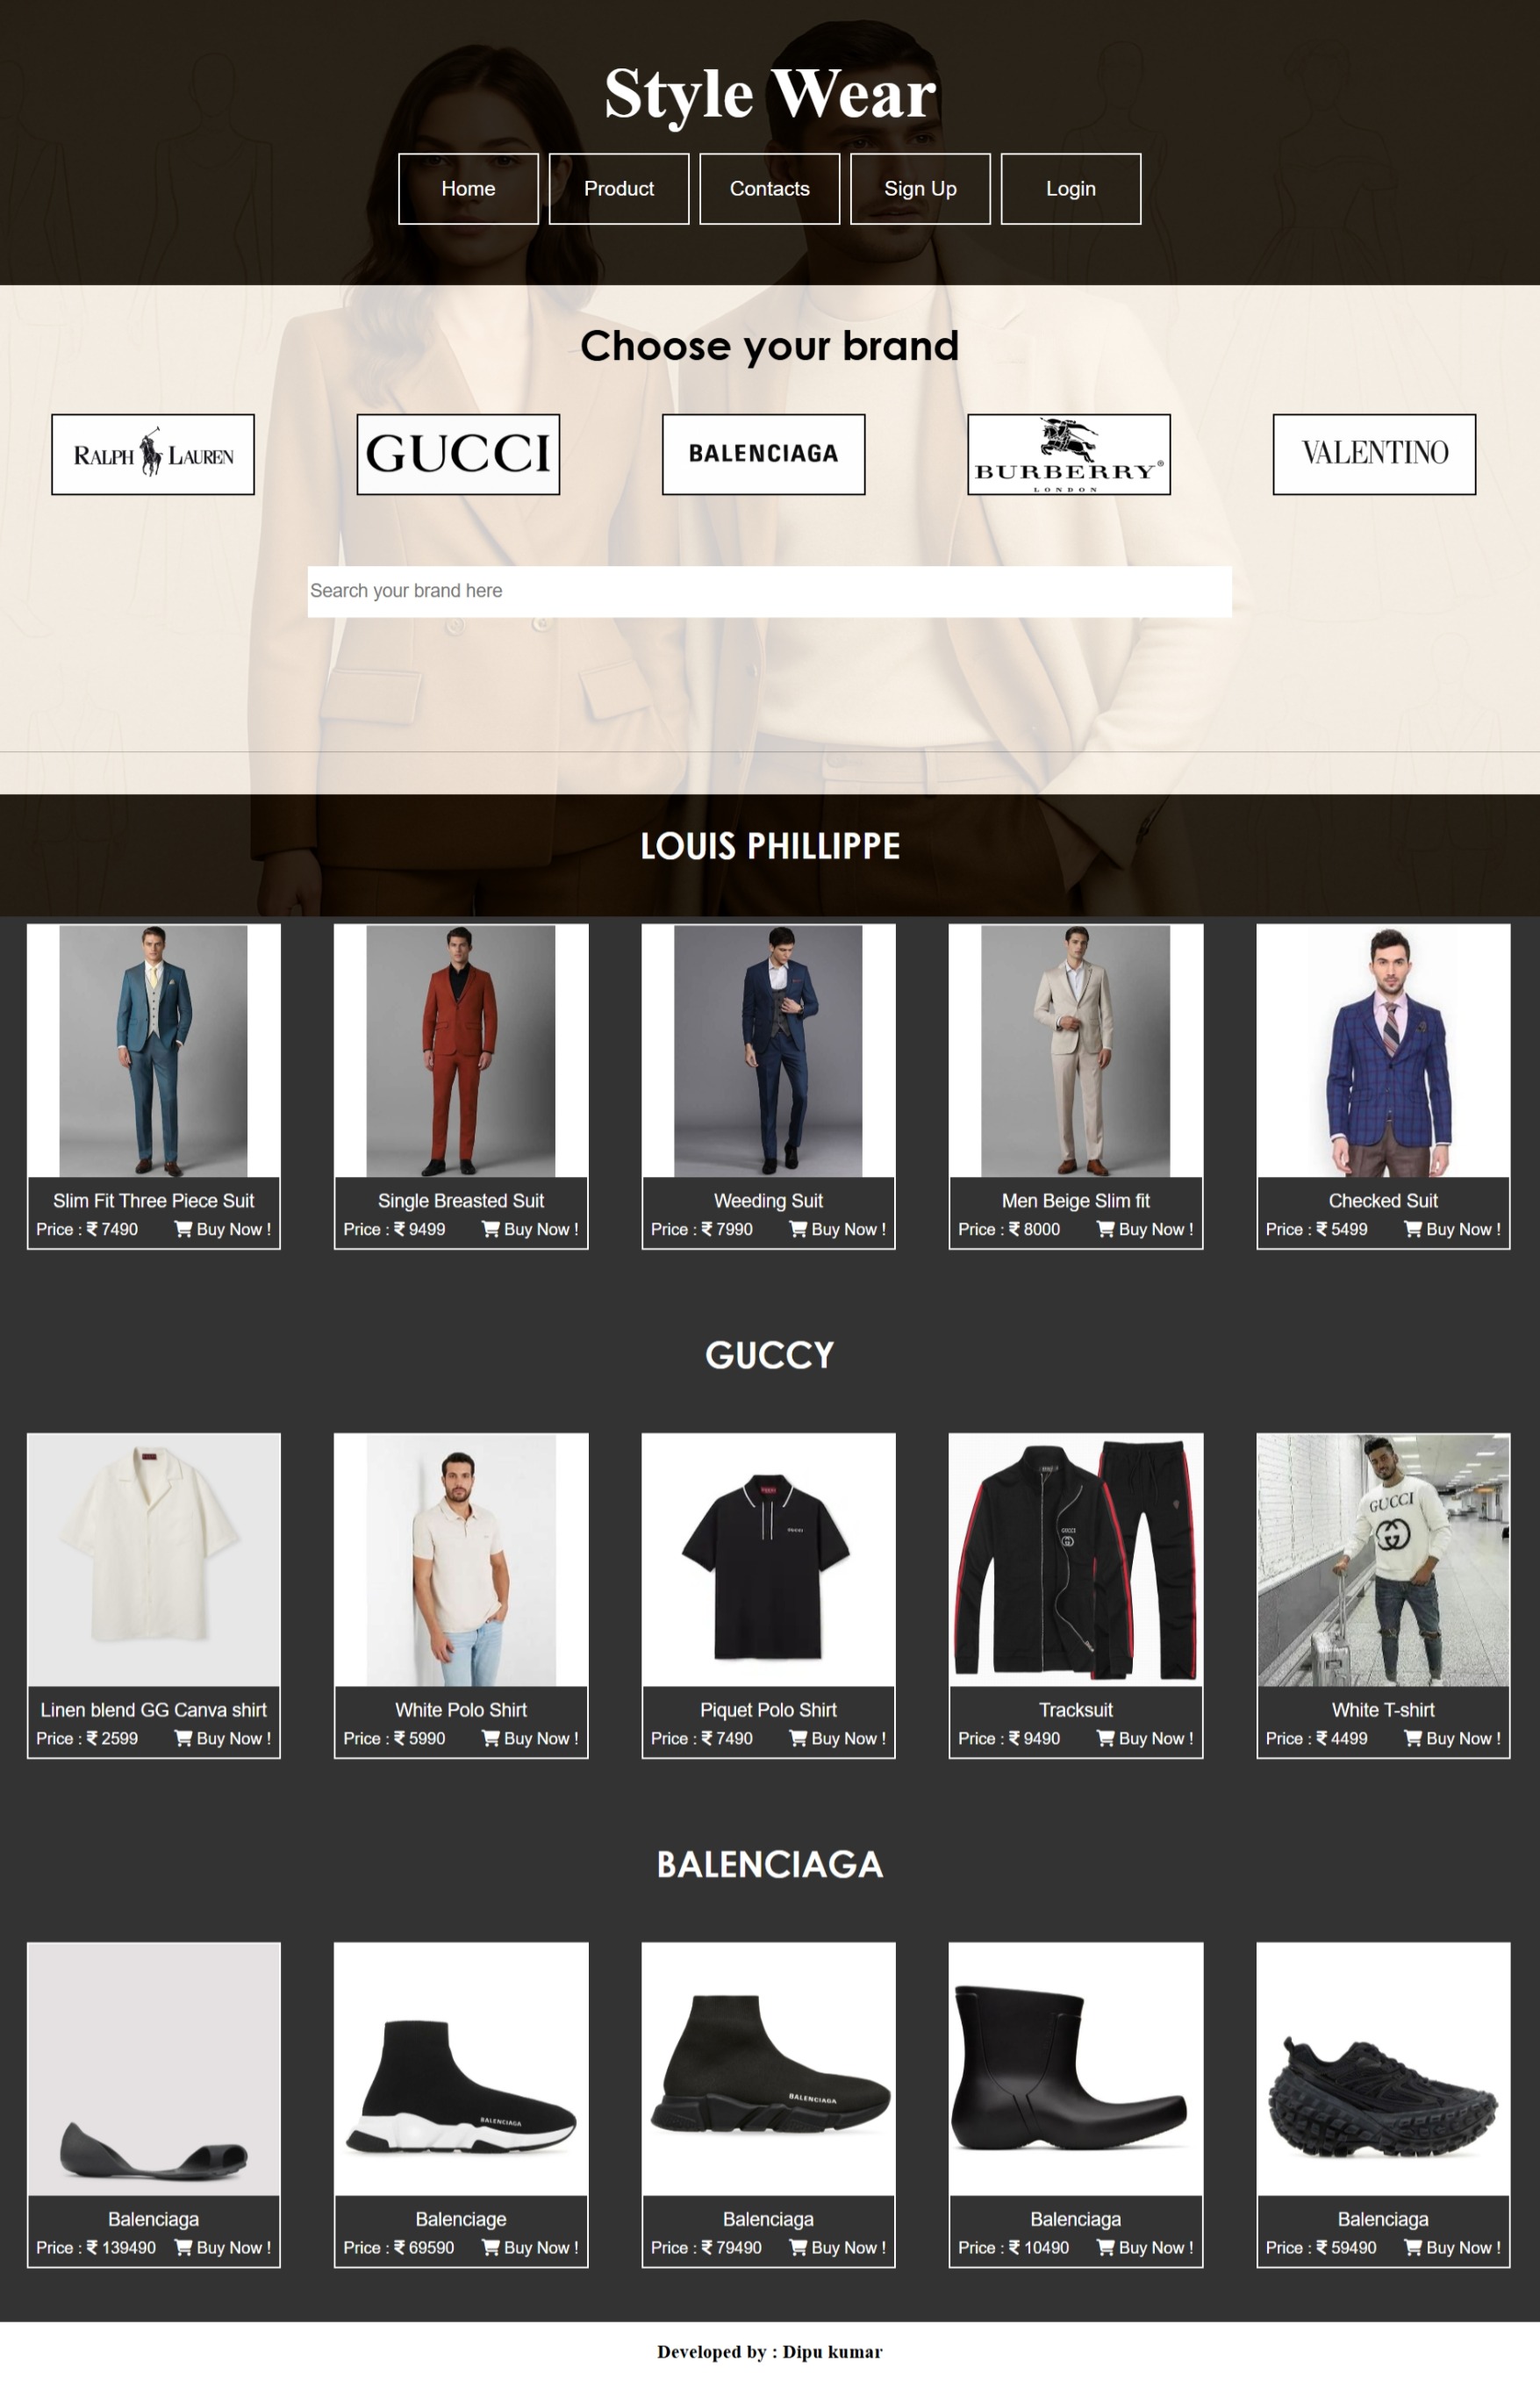 Style Wear
Home Product Contacts Sign Up Login
Choose your brand
RALPH LAUREN
GUCCI
BALENCIAGA
BURBERRY®
LONDON
VALENTINO
Search your brand here
LOUIS PHILLIPPE
Slim Fit Three Piece Suit
Price : ₹ 7490 Buy Now !
Single Breasted Suit
Price : ₹ 9499 Buy Now !
Weeding Suit
Price : ₹ 7990 Buy Now !
Men Beige Slim fit
Price : ₹ 8000 Buy Now !
Checked Suit
Price : ₹ 5499 Buy Now !
GUCCY
Linen blend GG Canva shirt
Price : ₹ 2599 Buy Now !
White Polo Shirt
Price : ₹ 5990 Buy Now !
GUCCI
Piquet Polo Shirt
Price : ₹ 7490 Buy Now !
GUCCI
Tracksuit
Price : ₹ 9490 Buy Now !
GUCCI
White T-shirt
Price : ₹ 4499 Buy Now !
BALENCIAGA
Balenciaga
Price : ₹ 139490 Buy Now !
BALENCIAGA
Balenciage
Price : ₹ 69590 Buy Now !
BALENCIAGA
Balenciaga
Price : ₹ 79490 Buy Now !
Balenciaga
Price : ₹ 10490 Buy Now !
Balenciaga
Price : ₹ 59490 Buy Now !
Developed by : Dipu kumar